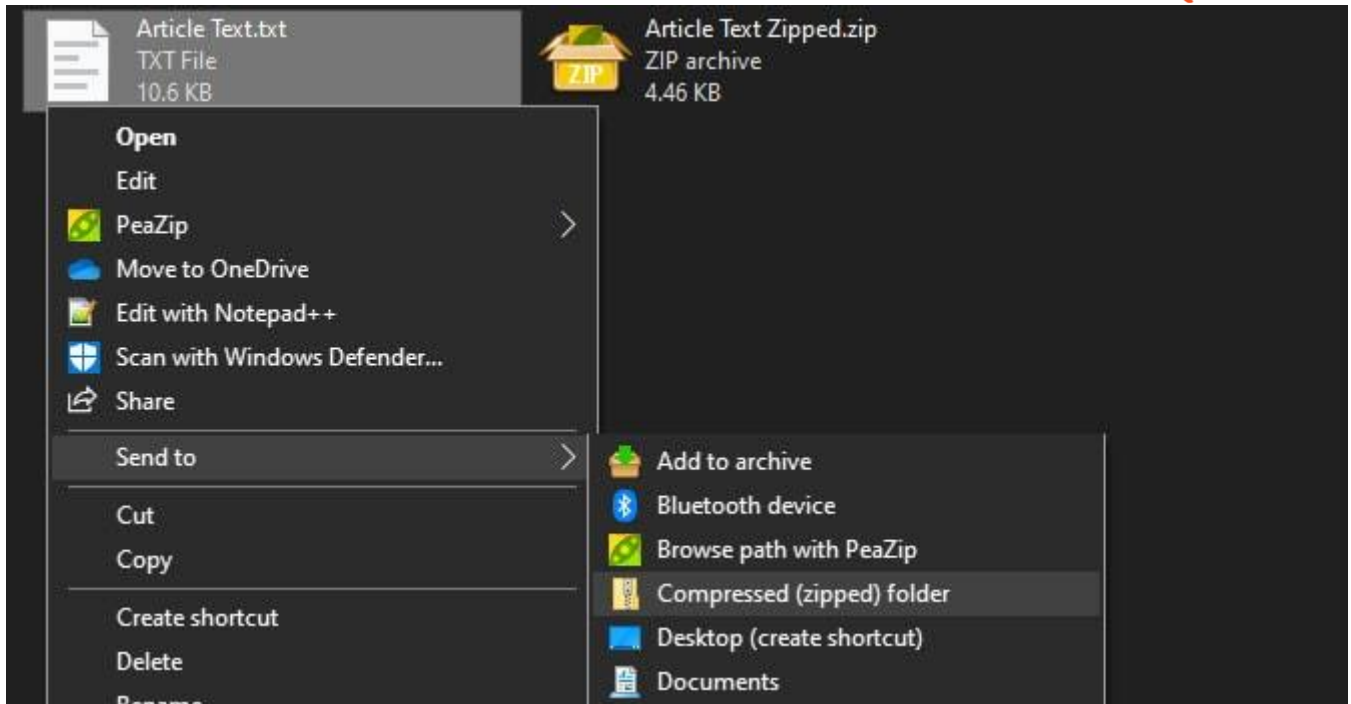 Article Text.txt
TXT File
10.6 KB
Article Text Zipped.zip
ZIP archive
4.46 KB
ZIP
Open
Edit
PeaZip
Move to OneDrive
Edit with Notepad++
Scan with Windows Defender...
Share
Send to
Cut
Copy
Create shortcut
Delete
Rename
Add to archive
Bluetooth device
Browse path with PeaZip
Compressed (zipped) folder
Desktop (create shortcut)
Documents